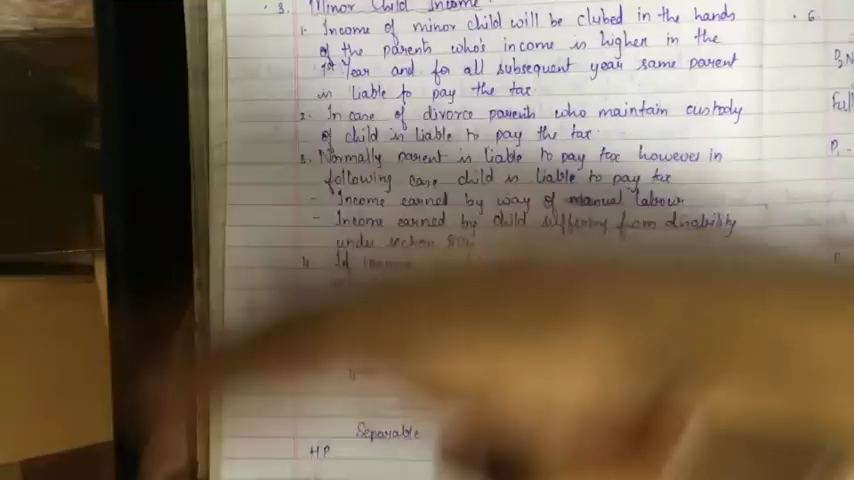 3. Minor Child Income.
1. Income of minor child will be clubed in the hands
of the parents who's income is higher in the
1st Year and for all subsequent year same parent
is liable to pay the tax.
2. In case of divorce parents who maintain custody
of child is liable to pay the tax.
3. Normally parent is liable to pay tax however in
following case child is liable to pay tax
- Income earned by way of manual labour
- Income earned by child suffering from disability
under section
4. If income
Separable
HP
6